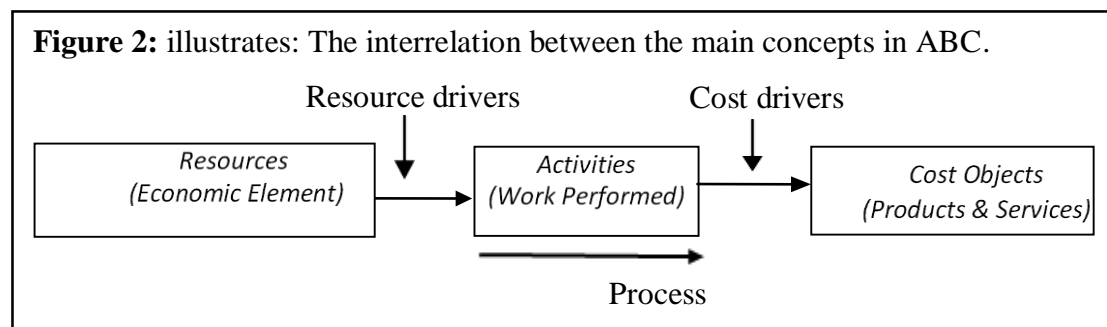 Figure 2: illustrates: The interrelation between the main concepts in ABC.
Resource drivers
Cost drivers
Resources
(Economic Element)
Activities
(Work Performed)
Cost Objects
(Products & Services)
Process